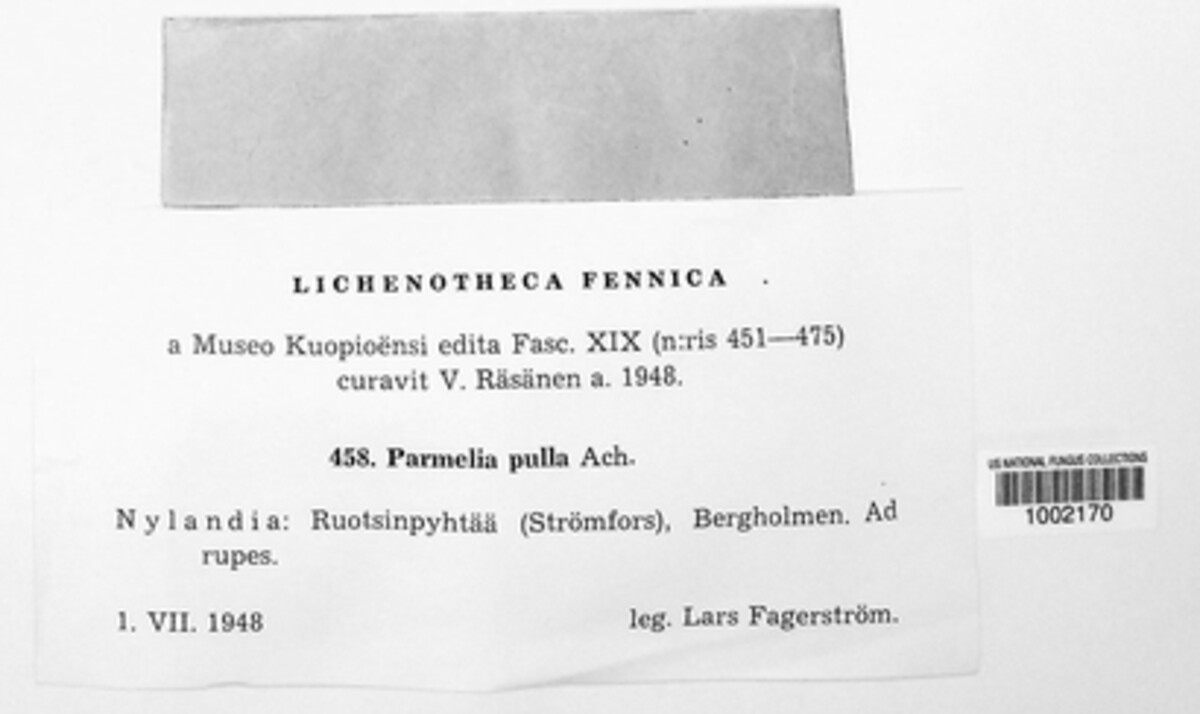 LICHENOTHECA FENNICA
a Museo Kuopioënsi edita Fasc. XIX (n:ris 451—475)
curavit V. Räsänen a. 1948.
458. Parmelia pulla Ach.
Nylandia: Ruotsinpyhtää (Strömfors), Bergholmen. Ad
rupes.
1. VII. 1948 leg. Lars Fagerström.
US NATIONAL FUNGUS COLLECTIONS
1002170